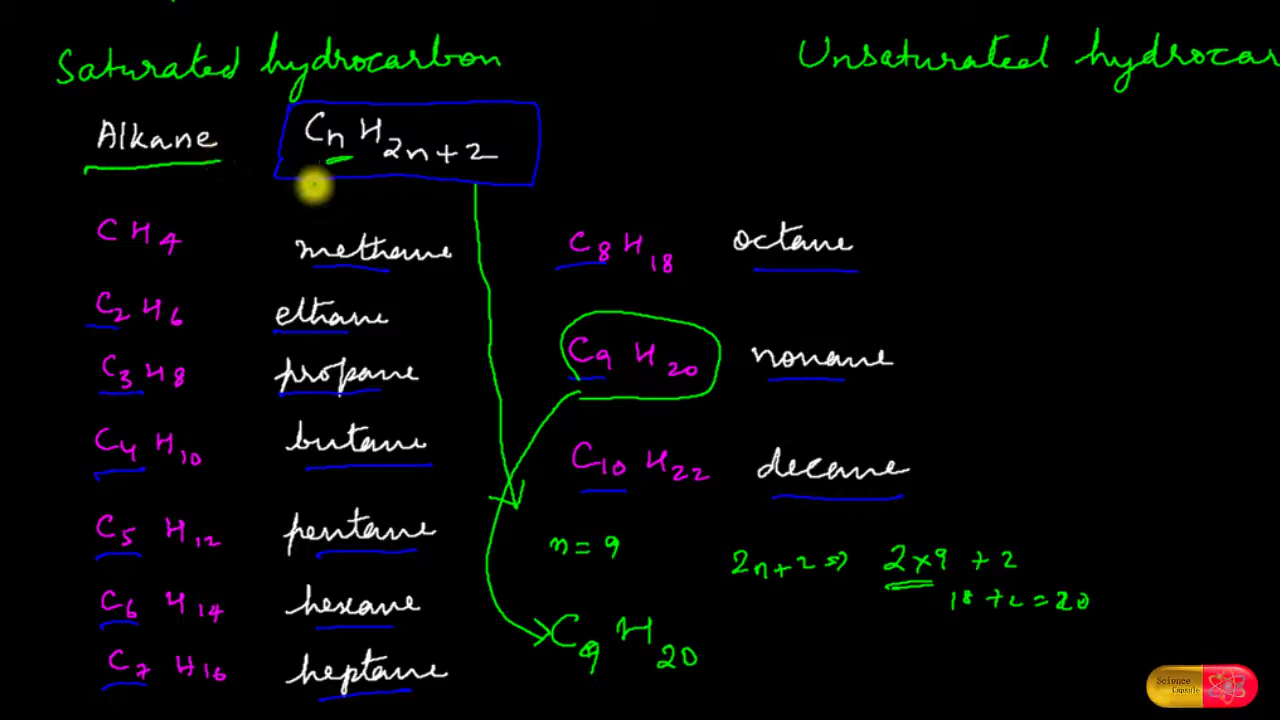 Saturated hydrocarbon
Unsaturated hydrocar
Alkane CnH2n+2
CH4 methane
C2H6 ethane
C3H8 propane
C4H10 butane
C5H12 pentane
C6H14 hexane
C7H16 heptane
C8H18 octane
C9H20 nonane
C10H22 decane
n = 9 2n+2 ⇒ 2×9 + 2
18 + 2 = 20
C9H20
Science
Capsule